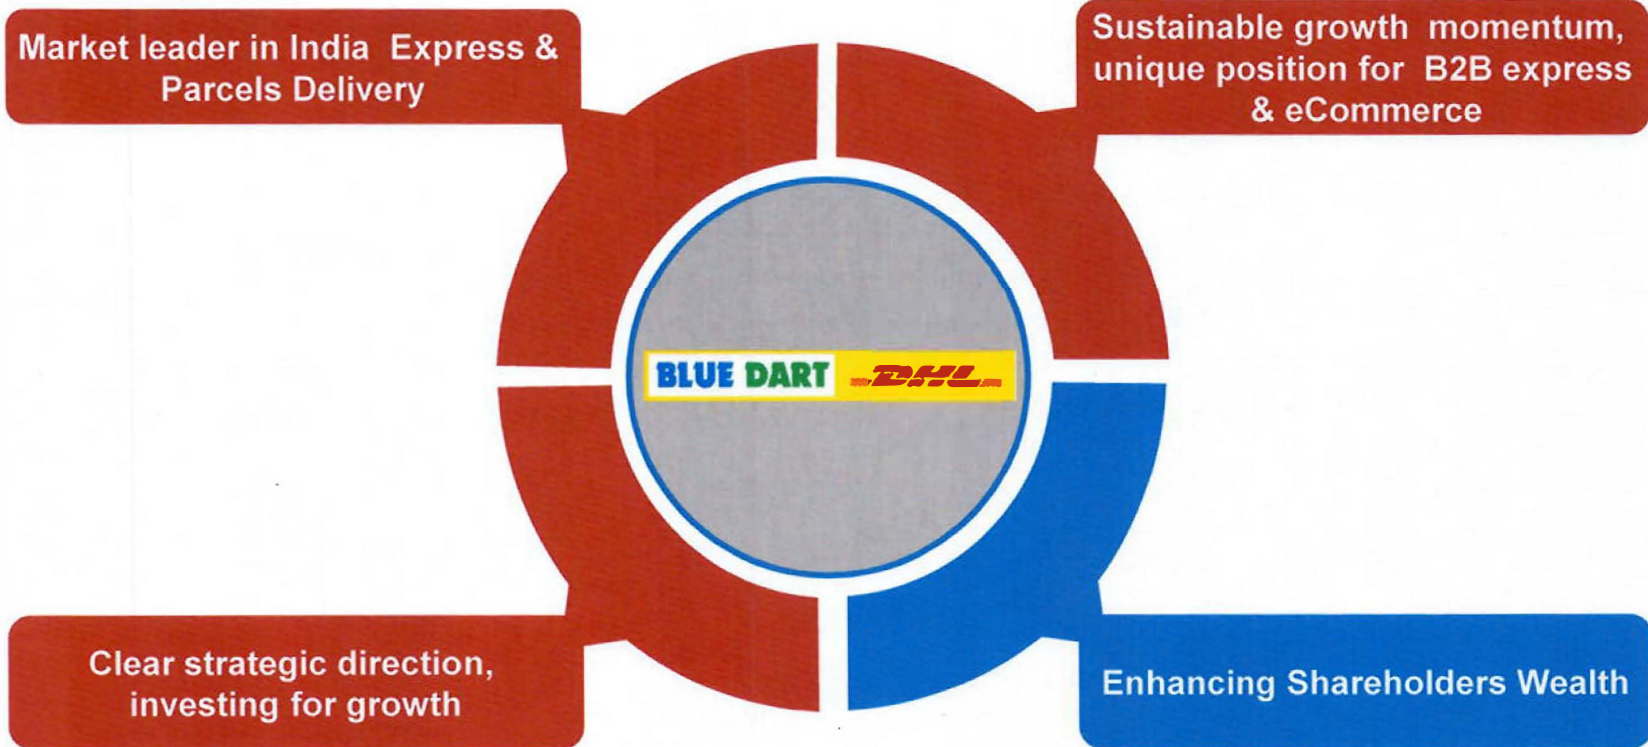 Market leader in India Express &
Parcels Delivery
Sustainable growth momentum,
unique position for B2B express
& eCommerce
BLUE DART DHL
Clear strategic direction,
investing for growth
Enhancing Shareholders Wealth